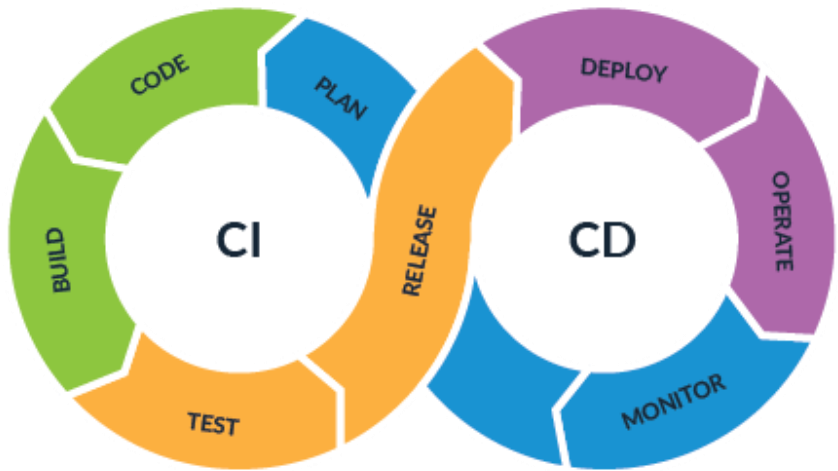 CODE
PLAN
DEPLOY
BUILD
CI
RELEASE
CD
OPERATE
TEST
MONITOR